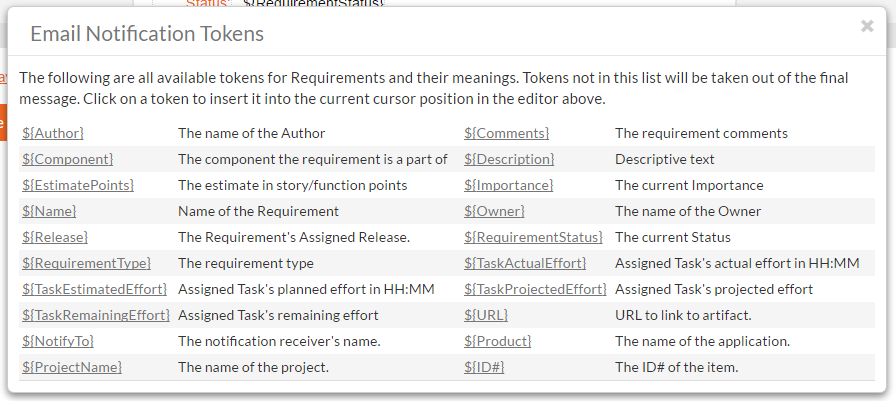 Status: ${RequirementStatus}
Email Notification Tokens
The following are all available tokens for Requirements and their meanings. Tokens not in this list will be taken out of the final
message. Click on a token to insert it into the current cursor position in the editor above.
${Author} The name of the Author ${Comments} The requirement comments
${Component} The component the requirement is a part of ${Description} Descriptive text
${EstimatePoints} The estimate in story/function points ${Importance} The current Importance
${Name} Name of the Requirement ${Owner} The name of the Owner
${Release} The Requirement's Assigned Release. ${RequirementStatus} The current Status
${RequirementType} The requirement type ${TaskActualEffort} Assigned Task's actual effort in HH:MM
${TaskEstimatedEffort} Assigned Task's planned effort in HH:MM ${TaskProjectedEffort} Assigned Task's projected effort
${TaskRemainingEffort} Assigned Task's remaining effort ${URL} URL to link to artifact.
${NotifyTo} The notification receiver's name. ${Product} The name of the application.
${ProjectName} The name of the project. ${ID#} The ID# of the item.